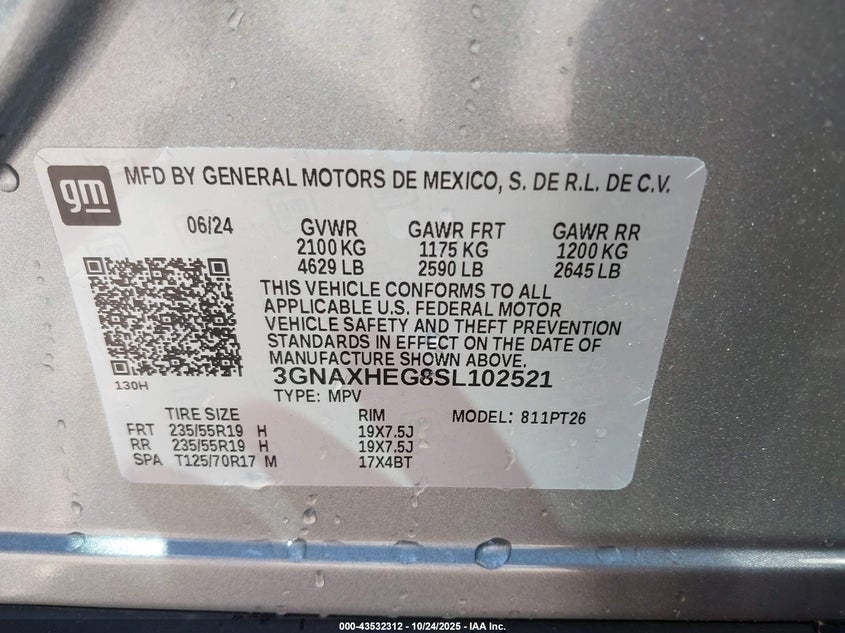 gm
MFD BY GENERAL MOTORS DE MEXICO, S. DE R.L. DE C.V.
06/24 GVWR GAWR FRT GAWR RR
2100 KG 1175 KG 1200 KG
4629 LB 2590 LB 2645 LB
THIS VEHICLE CONFORMS TO ALL
APPLICABLE U.S. FEDERAL MOTOR
VEHICLE SAFETY AND THEFT PREVENTION
STANDARDS IN EFFECT ON THE DATE OF
MANUFACTURE SHOWN ABOVE.
130H
3GNAXHEG8SL102521
TYPE: MPV
TIRE SIZE RIM MODEL: 811PT26
FRT 235/55R19 H 19X7.5J
RR 235/55R19 H 19X7.5J
SPA T125/70R17 M 17X4BT
000-43532312 - 10/24/2025 - IAA Inc.